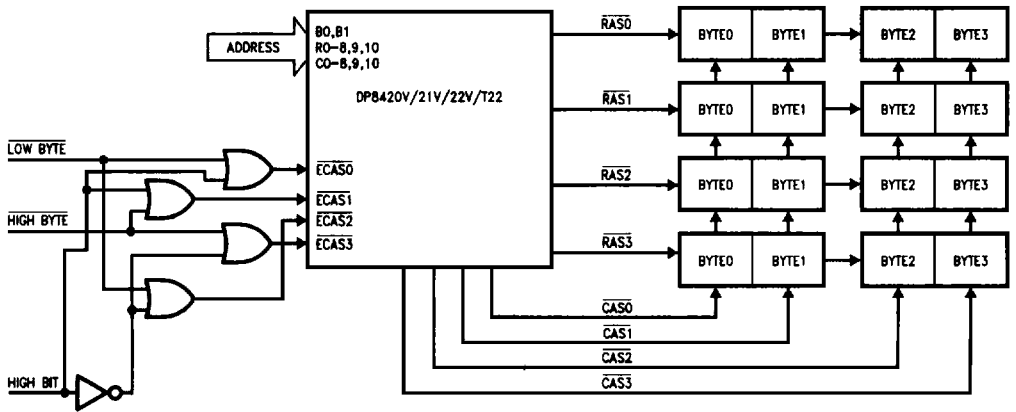 ADDRESS
B0,B1
R0-8,9,10
C0-8,9,10
DP8420V/21V/22V/T22
LOW BYTE
HIGH BYTE
HIGH BIT
ECAS0
ECAS1
ECAS2
ECAS3
RAS0
RAS1
RAS2
RAS3
BYTE0 BYTE1 BYTE2 BYTE3
BYTE0 BYTE1 BYTE2 BYTE3
BYTE0 BYTE1 BYTE2 BYTE3
BYTE0 BYTE1 BYTE2 BYTE3
CAS0
CAS1
CAS2
CAS3